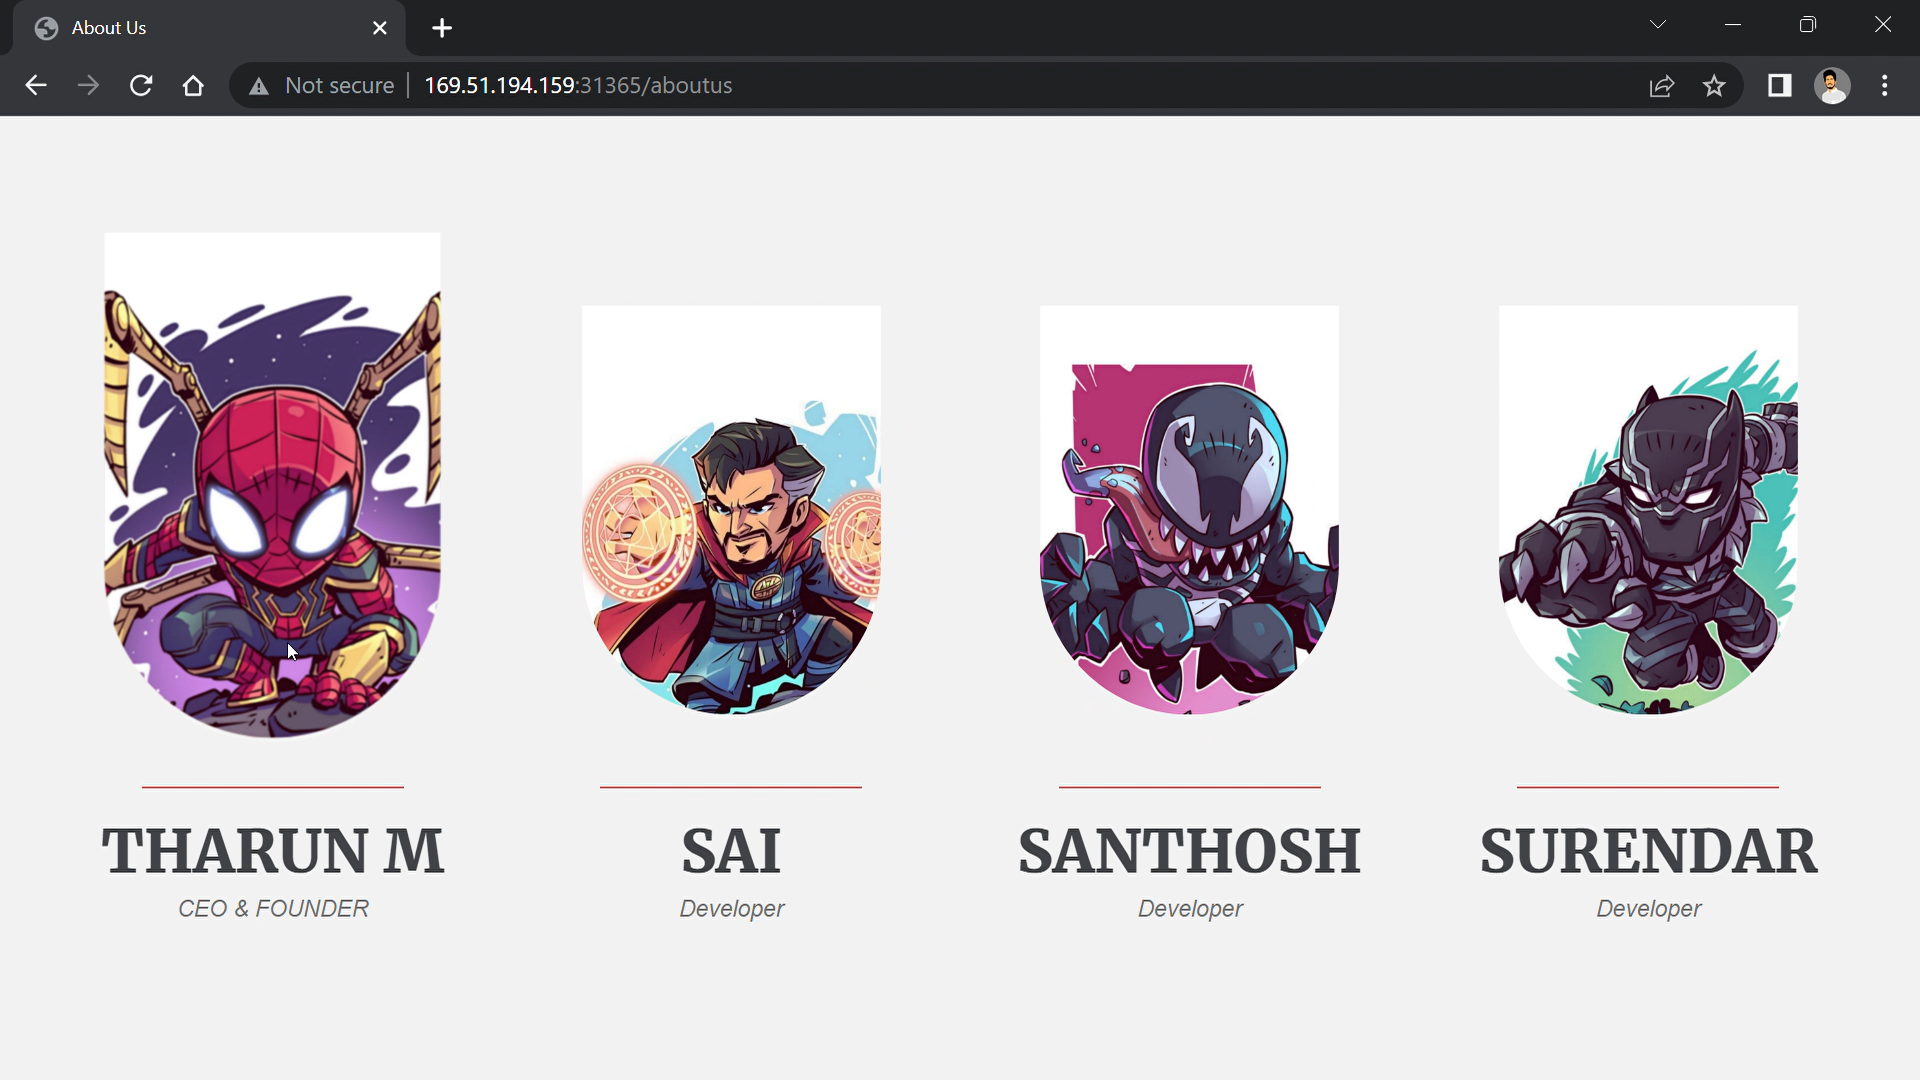 About Us
Not secure
169.51.194.159:31365/aboutus
THARUN M
CEO & FOUNDER
SAI
Developer
SANTHOSH
Developer
SURENDAR
Developer